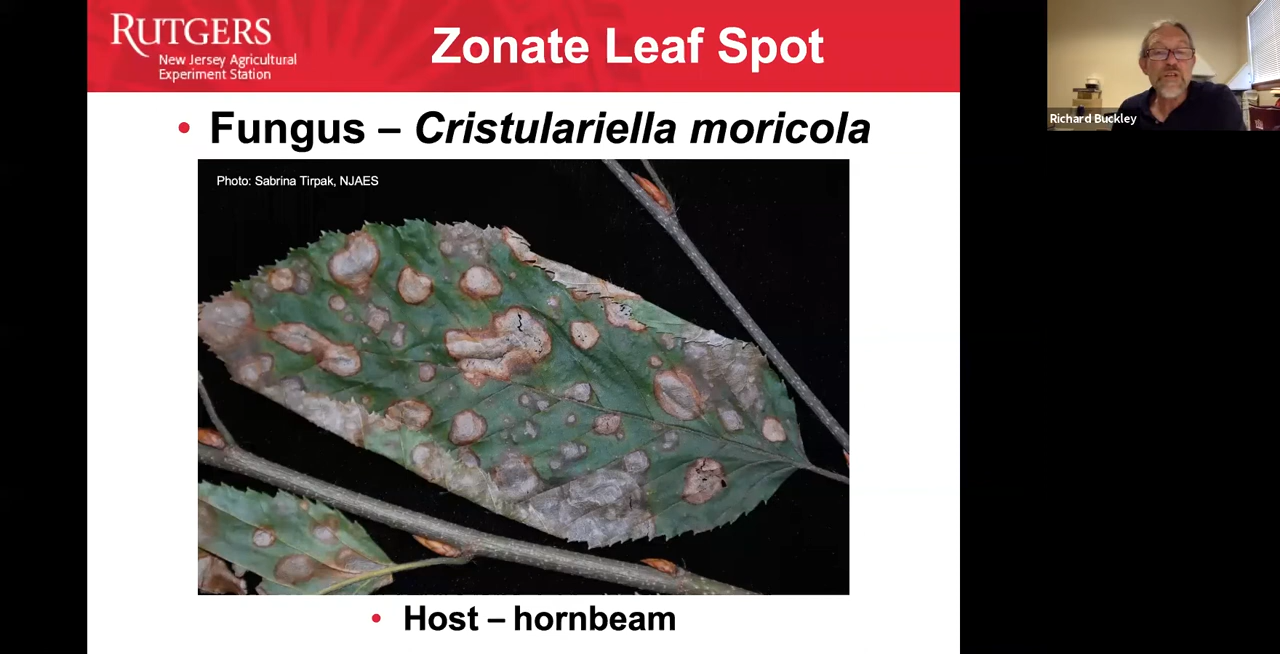 RUTGERS
New Jersey Agricultural
Experiment Station
Zonate Leaf Spot
• Fungus – Cristulariella moricola
Photo: Sabrina Tirpak, NJAES
• Host – hornbeam
Richard Buckley